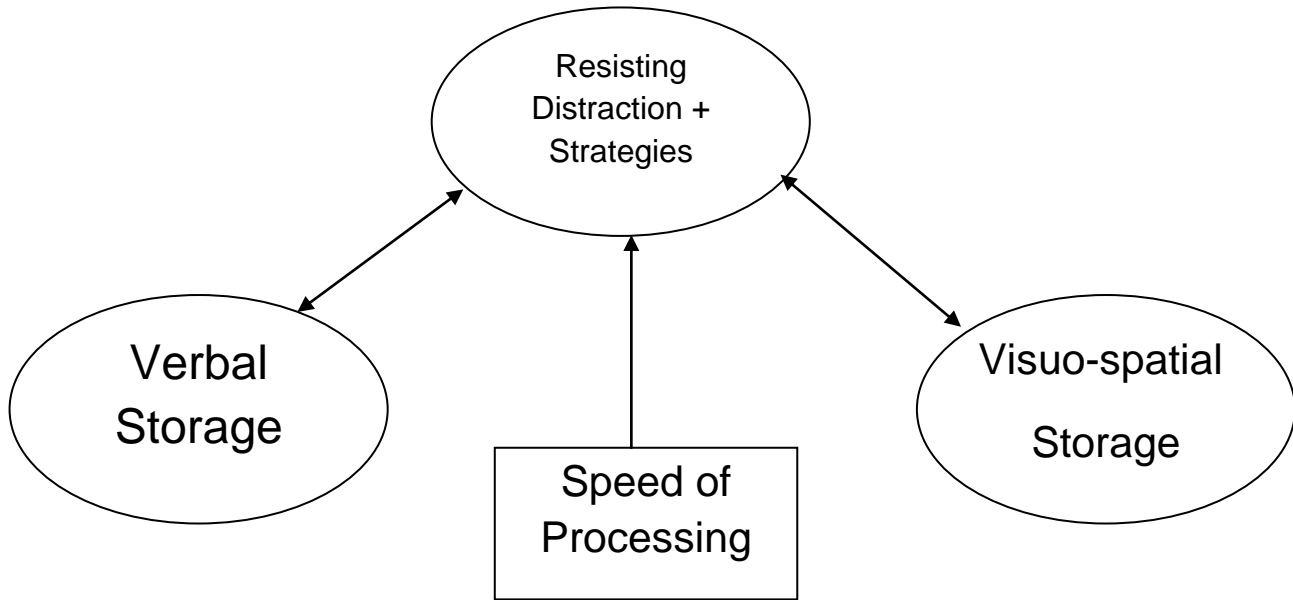 Resisting
Distraction +
Strategies
Verbal
Storage
Visuo-spatial
Storage
Speed of
Processing